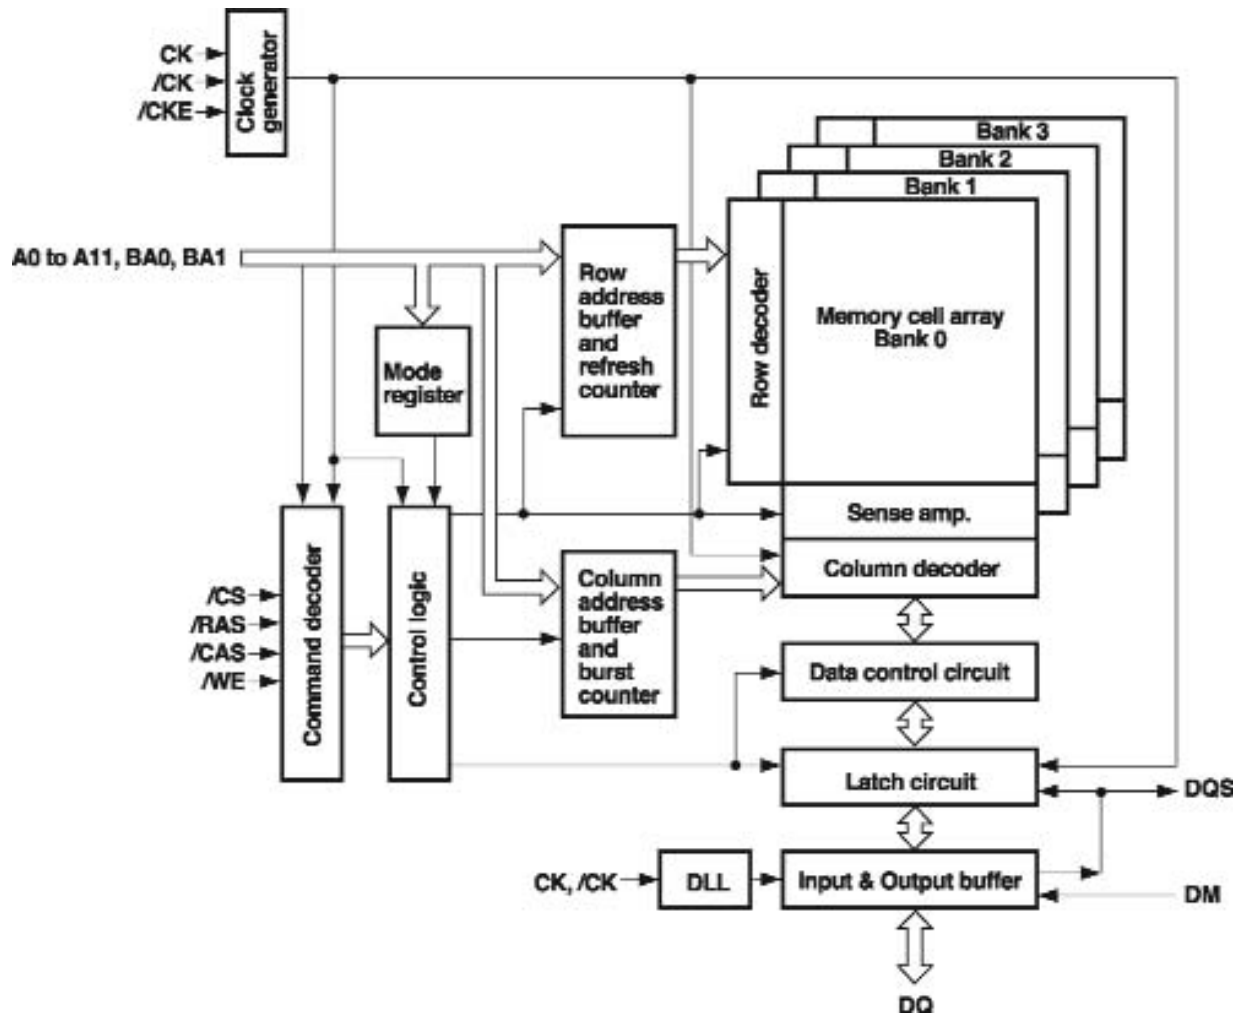 CK
/CK
/CKE
Clock
generator
Bank 3
Bank 2
Bank 1
A0 to A11, BA0, BA1
Row
address
buffer
and
refresh
counter
Row decoder
Memory cell array
Bank 0
Mode
register
Sense amp.
Column decoder
Command decoder
Control logic
Column
address
buffer
and
burst
counter
/CS
/RAS
/CAS
/WE
Data control circuit
Latch circuit
DQS
CK, /CK
DLL
Input & Output buffer
DM
DQ